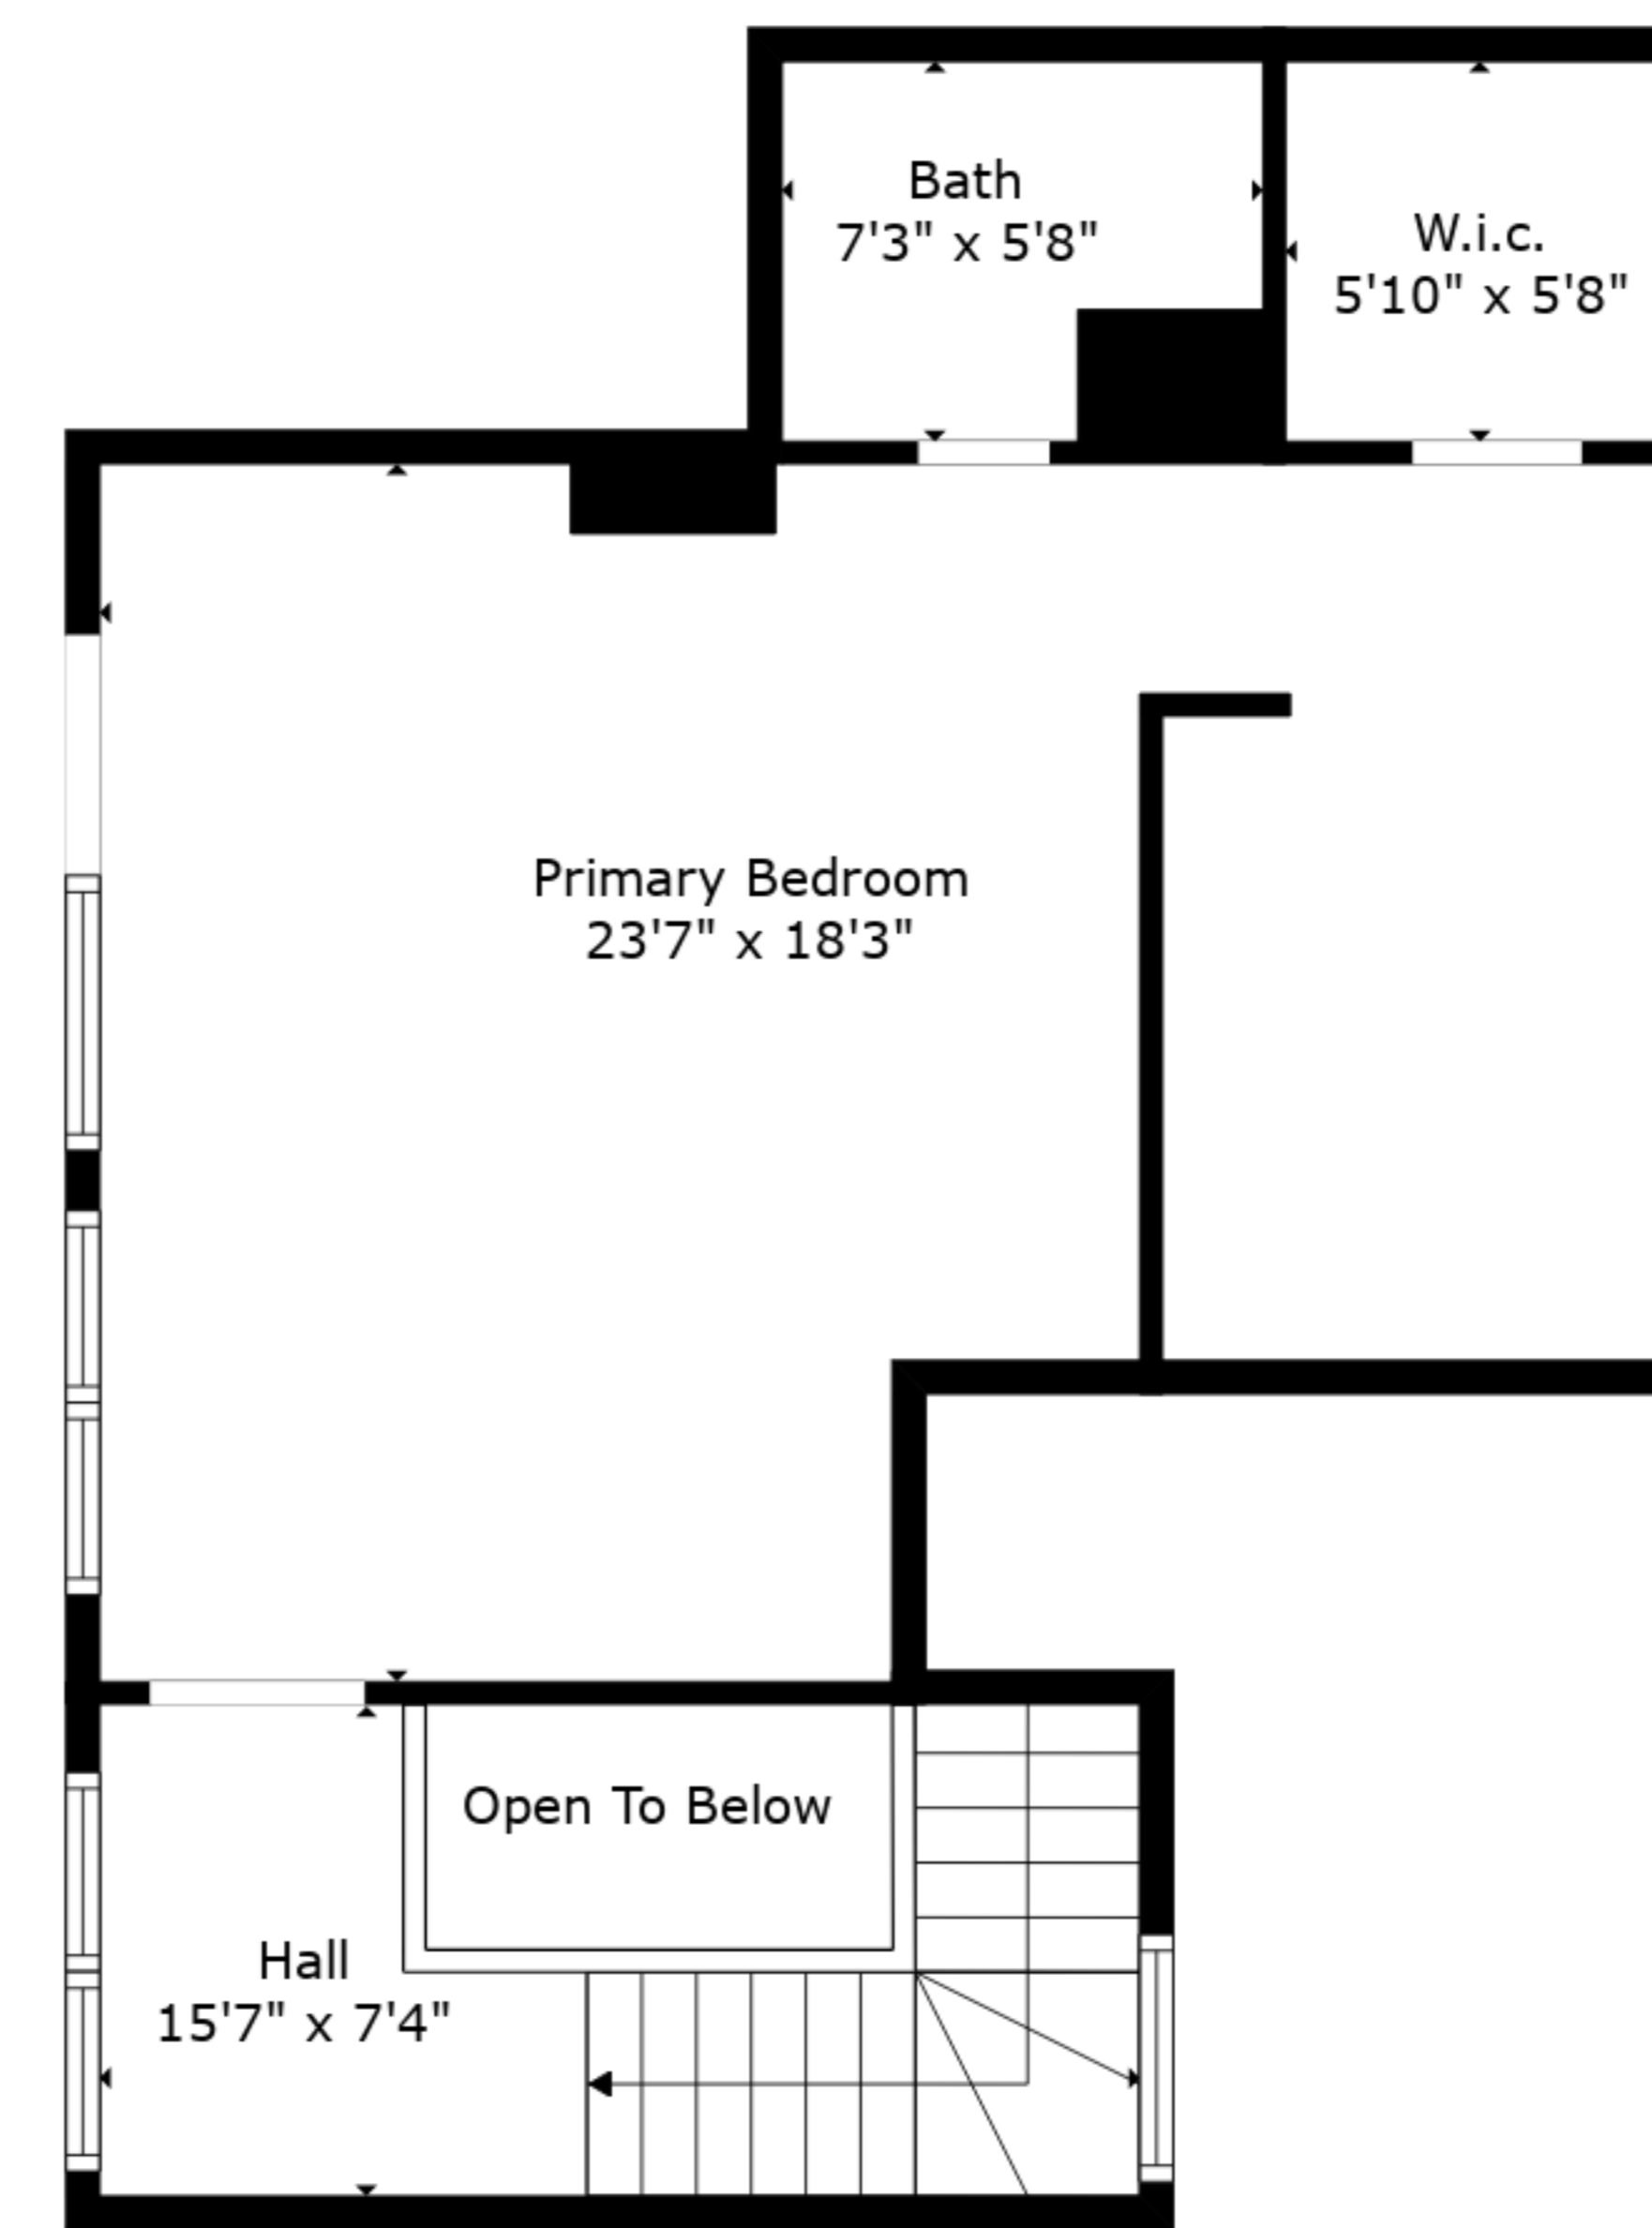 Bath
7'3" x 5'8"
W.i.c.
5'10" x 5'8"
Primary Bedroom
23'7" x 18'3"
Open To Below
Hall
15'7" x 7'4"